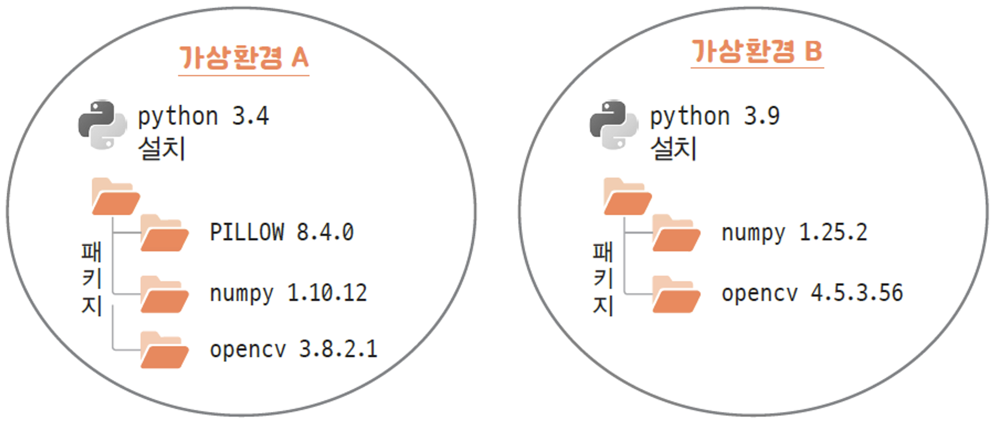 가상환경 A
python 3.4
설치
패
키
지
PILLOW 8.4.0
numpy 1.10.12
opencv 3.8.2.1
가상환경 B
python 3.9
설치
패
키
지
numpy 1.25.2
opencv 4.5.3.56